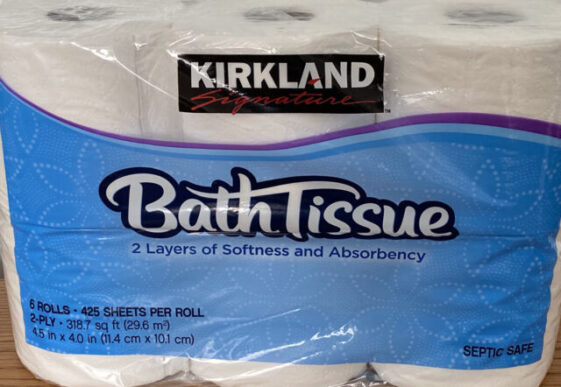 KIRKLAND
Signature™
Bath Tissue
2 Layers of Softness and Absorbency
6 ROLLS • 425 SHEETS PER ROLL
2-PLY • 318.7 sq ft (29.6 m²)
4.5 in x 4.0 in (11.4 cm x 10.1 cm)
SEPTIC SAFE